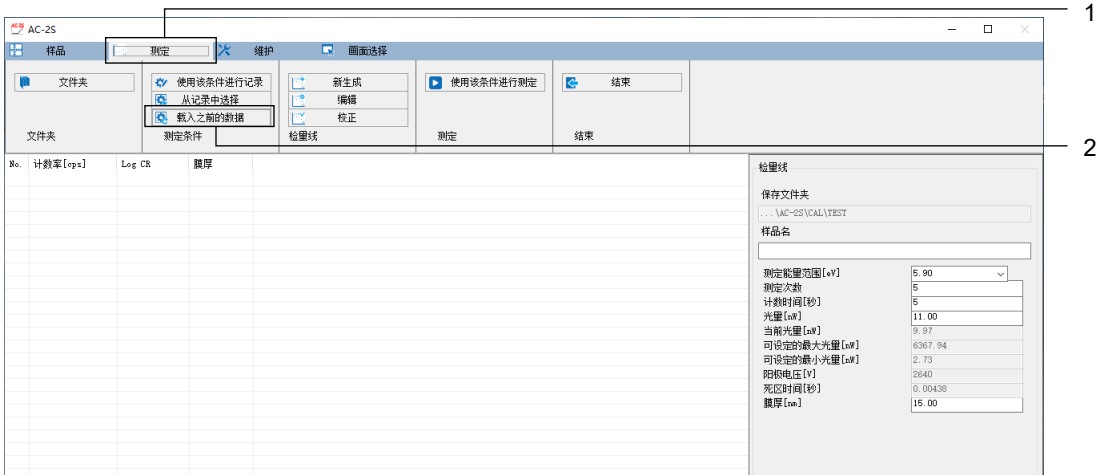 1
AC-2S
样品 测定 维护 画面选择
文件夹 使用该条件进行记录 新生成 使用该条件进行测定 结束
从记录中选择 编辑
载入之前的数据 校正
文件夹 测定条件 检量线 测定 结束
2
No. 计数率[cps] Log CR 膜厚
检量线
保存文件夹
...\AC-2S\CAL\TEST
样品名
测定能量范围[eV] 5.90
测定次数 5
计数时间[秒] 5
光量[nW] 11.00
当前光量[nW] 9.97
可设定的最大光量[nW] 6367.94
可设定的最小光量[nW] 2.73
阳极电压[V] 2640
死区时间[秒] 0.00438
膜厚[nm] 15.00